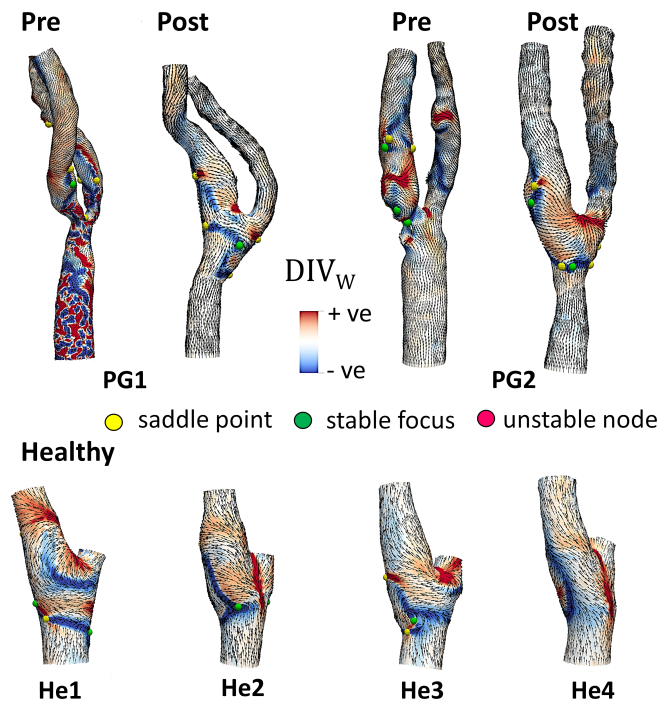 Pre Post Pre Post
DIVW
+ ve
- ve
PG1 PG2
saddle point stable focus unstable node
Healthy
He1 He2 He3 He4